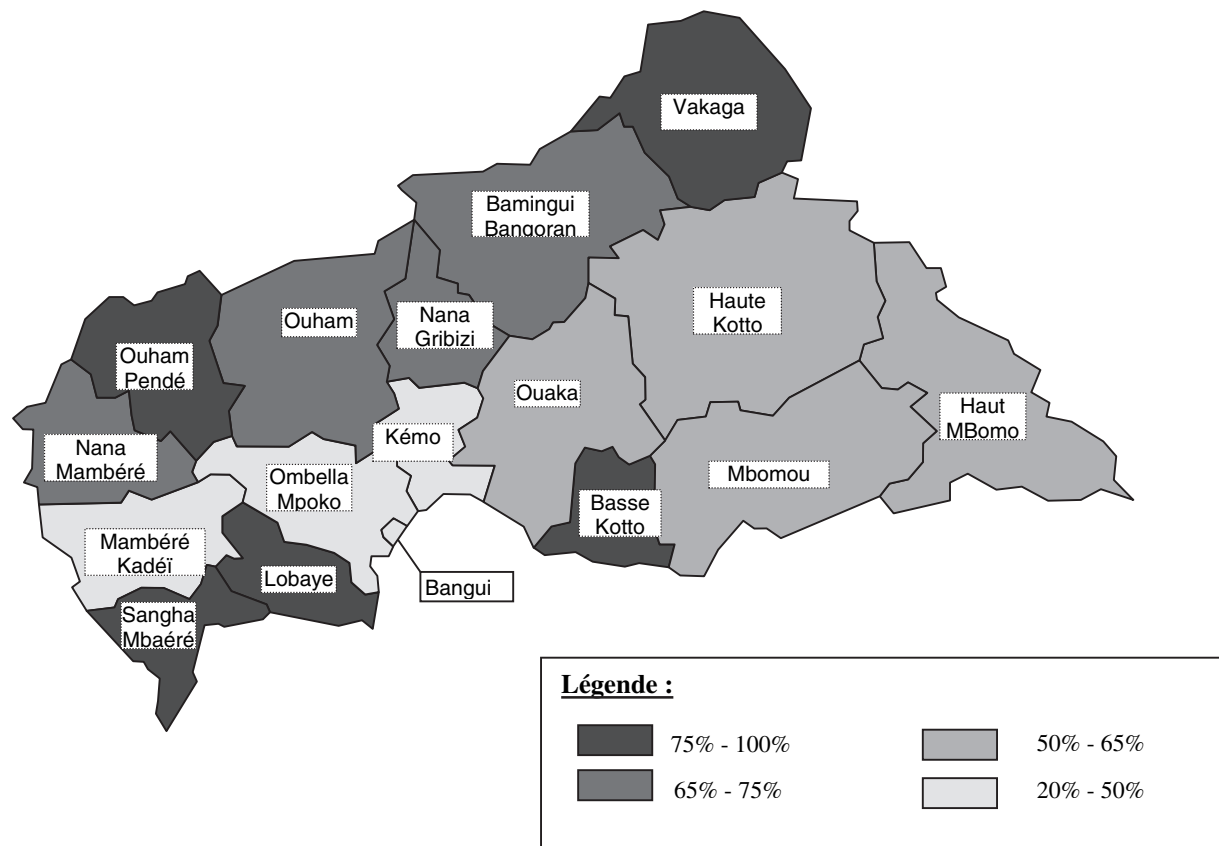 Vakaga
Bamingui
Bangoran
Haute
Kotto
Ouham
Nana
Gribizi
Ouham
Pendé
Ouaka
Haut
MBomo
Kémo
Nana
Mambéré
Ombella
Mpoko
Mbomou
Basse
Kotto
Mambéré
Kadéï
Lobaye
Bangui
Sangha
Mbaéré
Légende :
75% - 100%
50% - 65%
65% - 75%
20% - 50%